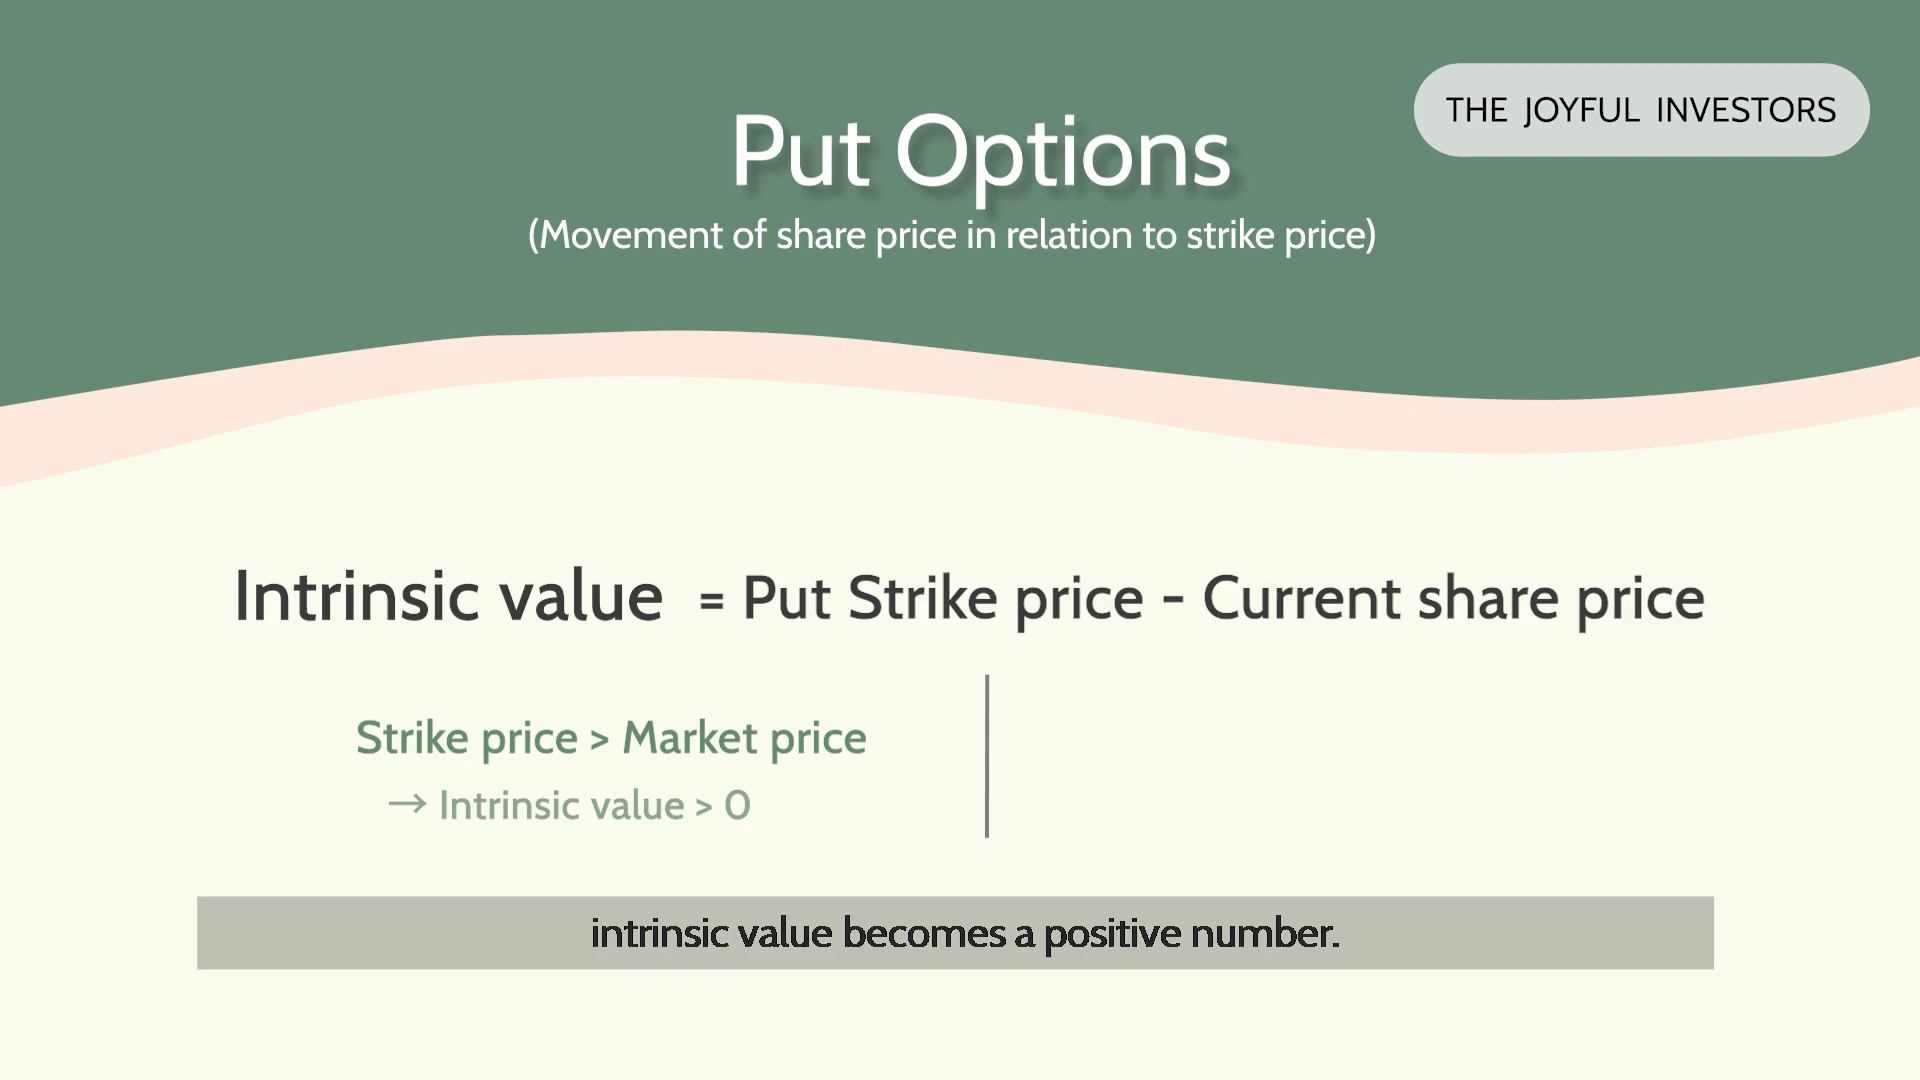 THE JOYFUL INVESTORS
Put Options
(Movement of share price in relation to strike price)
Intrinsic value = Put Strike price - Current share price
Strike price > Market price
→ Intrinsic value > 0
intrinsic value becomes a positive number.